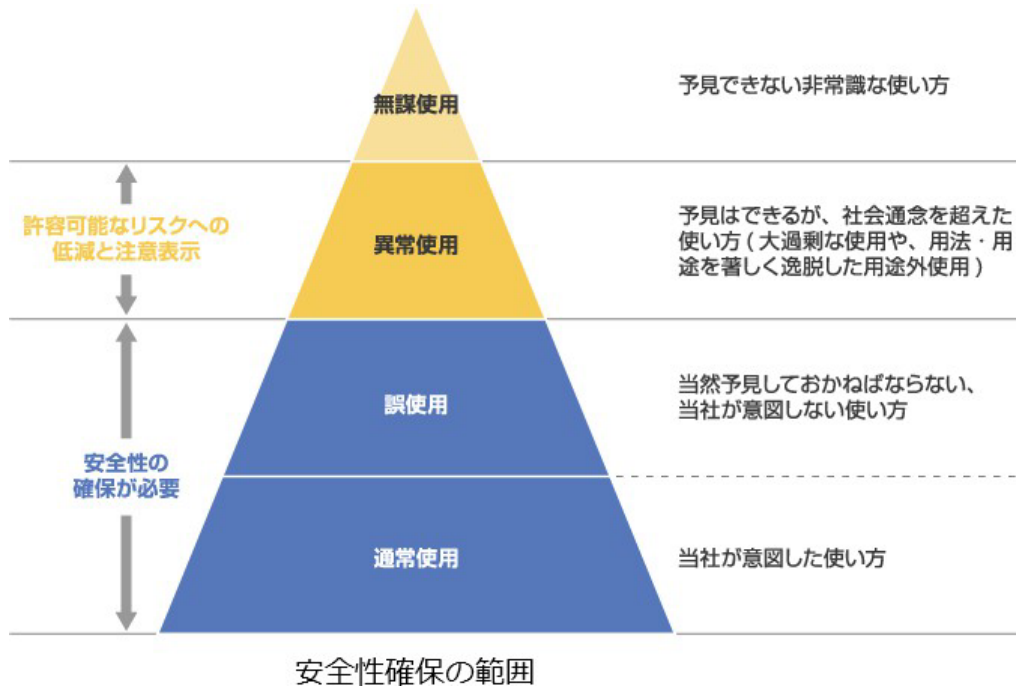 無謀使用
予見できない非常識な使い方
許容可能なリスクへの
低減と注意表示
異常使用
予見はできるが、社会通念を超えた
使い方 ( 大過剰な使用や、用法・用
途を著しく逸脱した用途外使用 )
安全性の
確保が必要
誤使用
当然予見しておかねばならない、
当社が意図しない使い方
通常使用
当社が意図した使い方
安全性確保の範囲